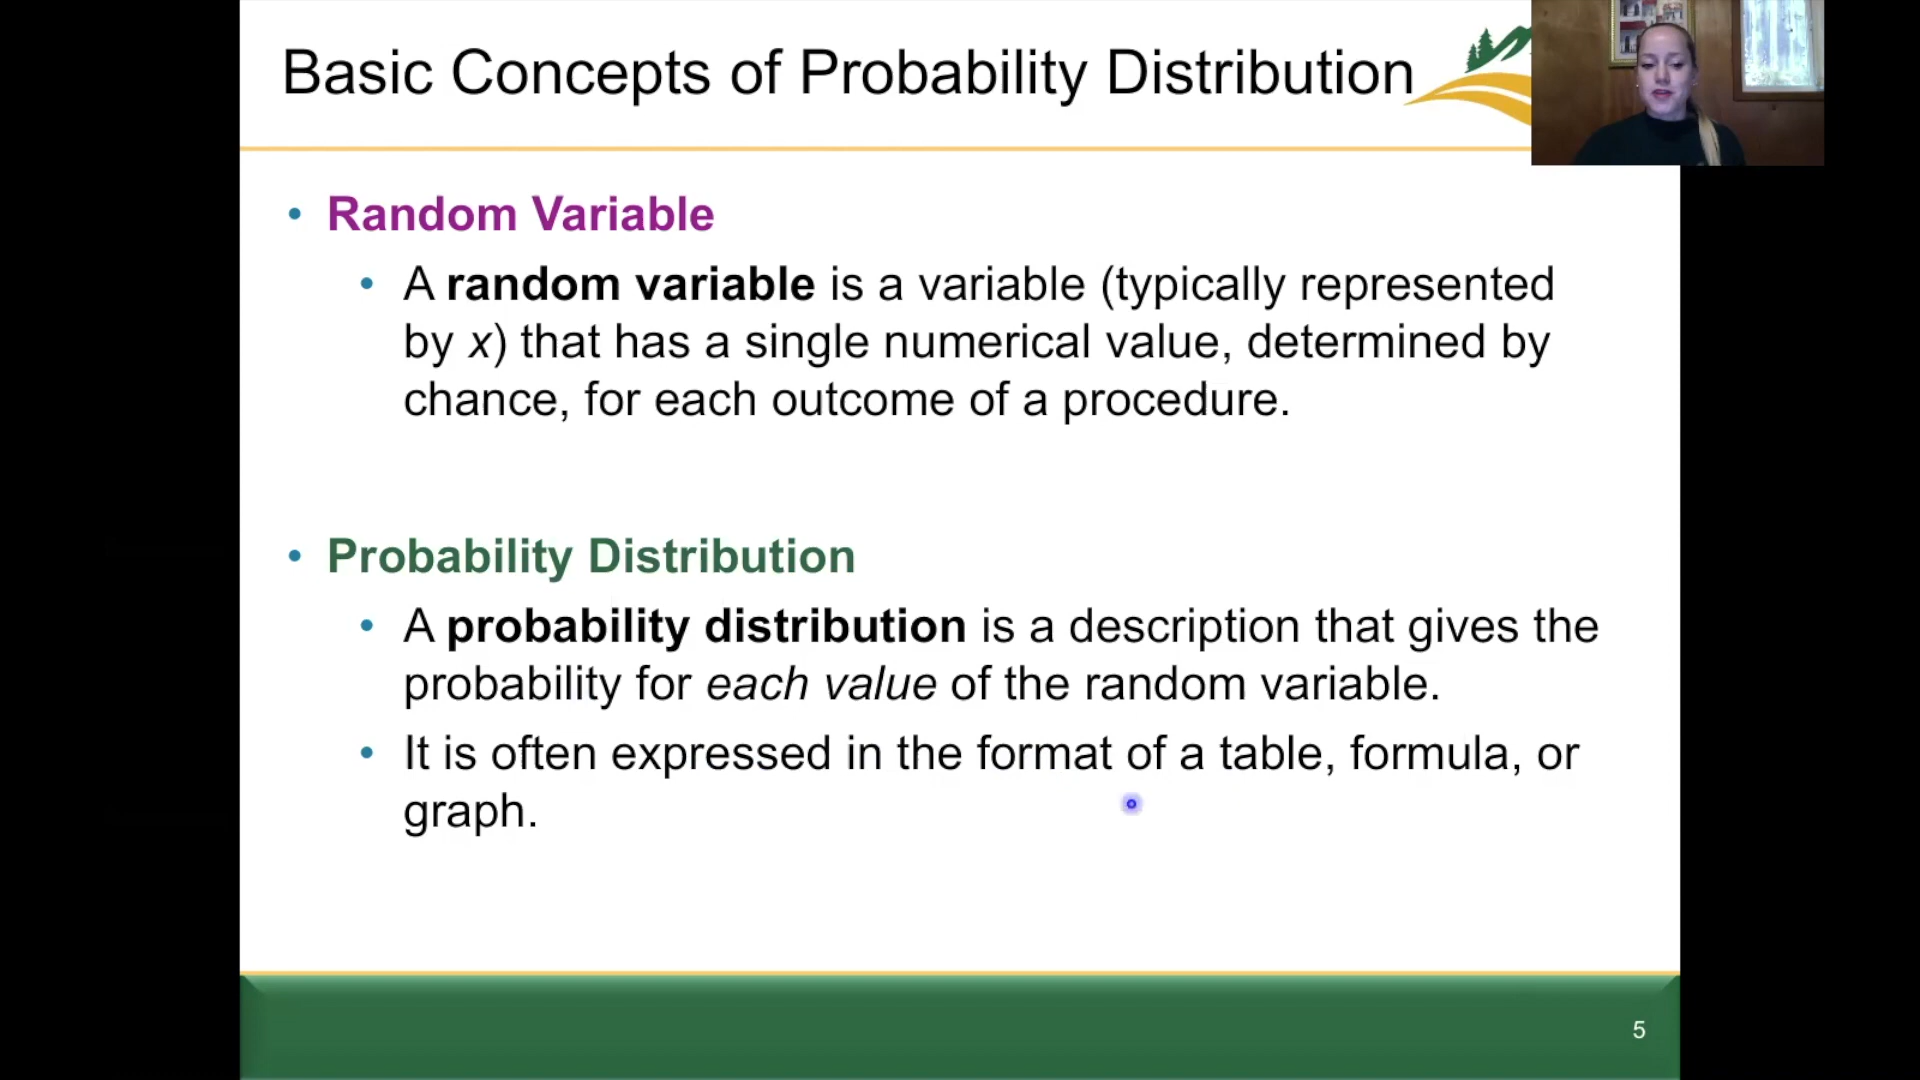 Basic Concepts of Probability Distribution
• Random Variable
• A random variable is a variable (typically represented
by x) that has a single numerical value, determined by
chance, for each outcome of a procedure.
• Probability Distribution
• A probability distribution is a description that gives the
probability for each value of the random variable.
• It is often expressed in the format of a table, formula, or
graph.
5